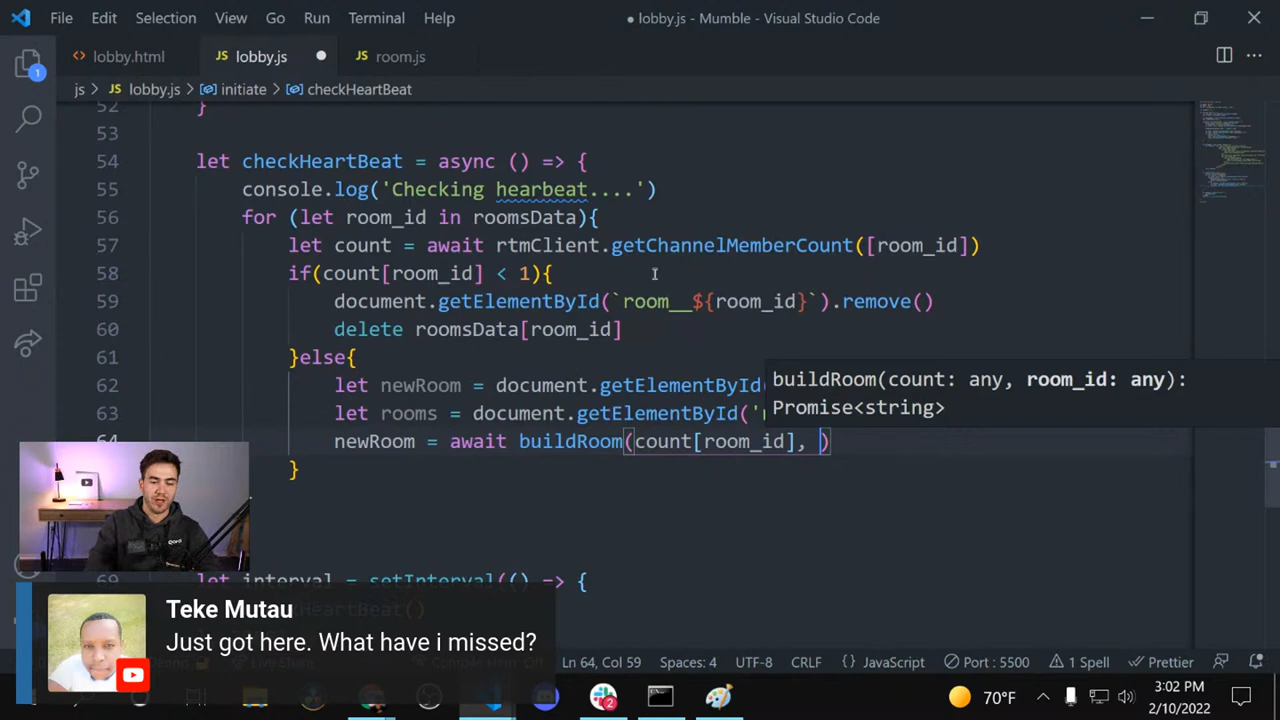 File Edit Selection View Go Run Terminal Help
● lobby.js - Mumble - Visual Studio Code
lobby.html JS lobby.js ● JS room.js
js > JS lobby.js > initiate > checkHeartBeat
52 }
53
54 let checkHeartBeat = async () => {
55 console.log('Checking hearbeat....')
56 for (let room_id in roomsData){
57 let count = await rtmClient.getChannelMemberCount([room_id])
58 if(count[room_id] < 1){
59 document.getElementById(`room__${room_id}`).remove()
60 delete roomsData[room_id]
61 }else{
62 let newRoom = document.getElementById
63 let rooms = document.getElementById('
64 newRoom = await buildRoom(count[room_id], )
}
buildRoom(count: any, room_id: any):
Promise<string>
69 let interval = setInterval(() => {
HeartBeat()
Teke Mutau
Just got here. What have i missed?
Ln 64, Col 59 Spaces: 4 UTF-8 CRLF {} JavaScript Port : 5500 1 Spell Prettier
70°F 3:02 PM
2/10/2022